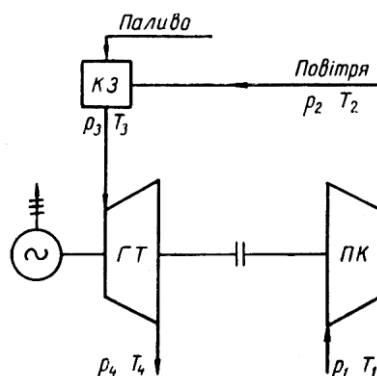 Паливо
КЗ
Повітря
p₂ T₂
p₃ T₃
ГТ
ПК
p₄ T₄
p₁ T₁